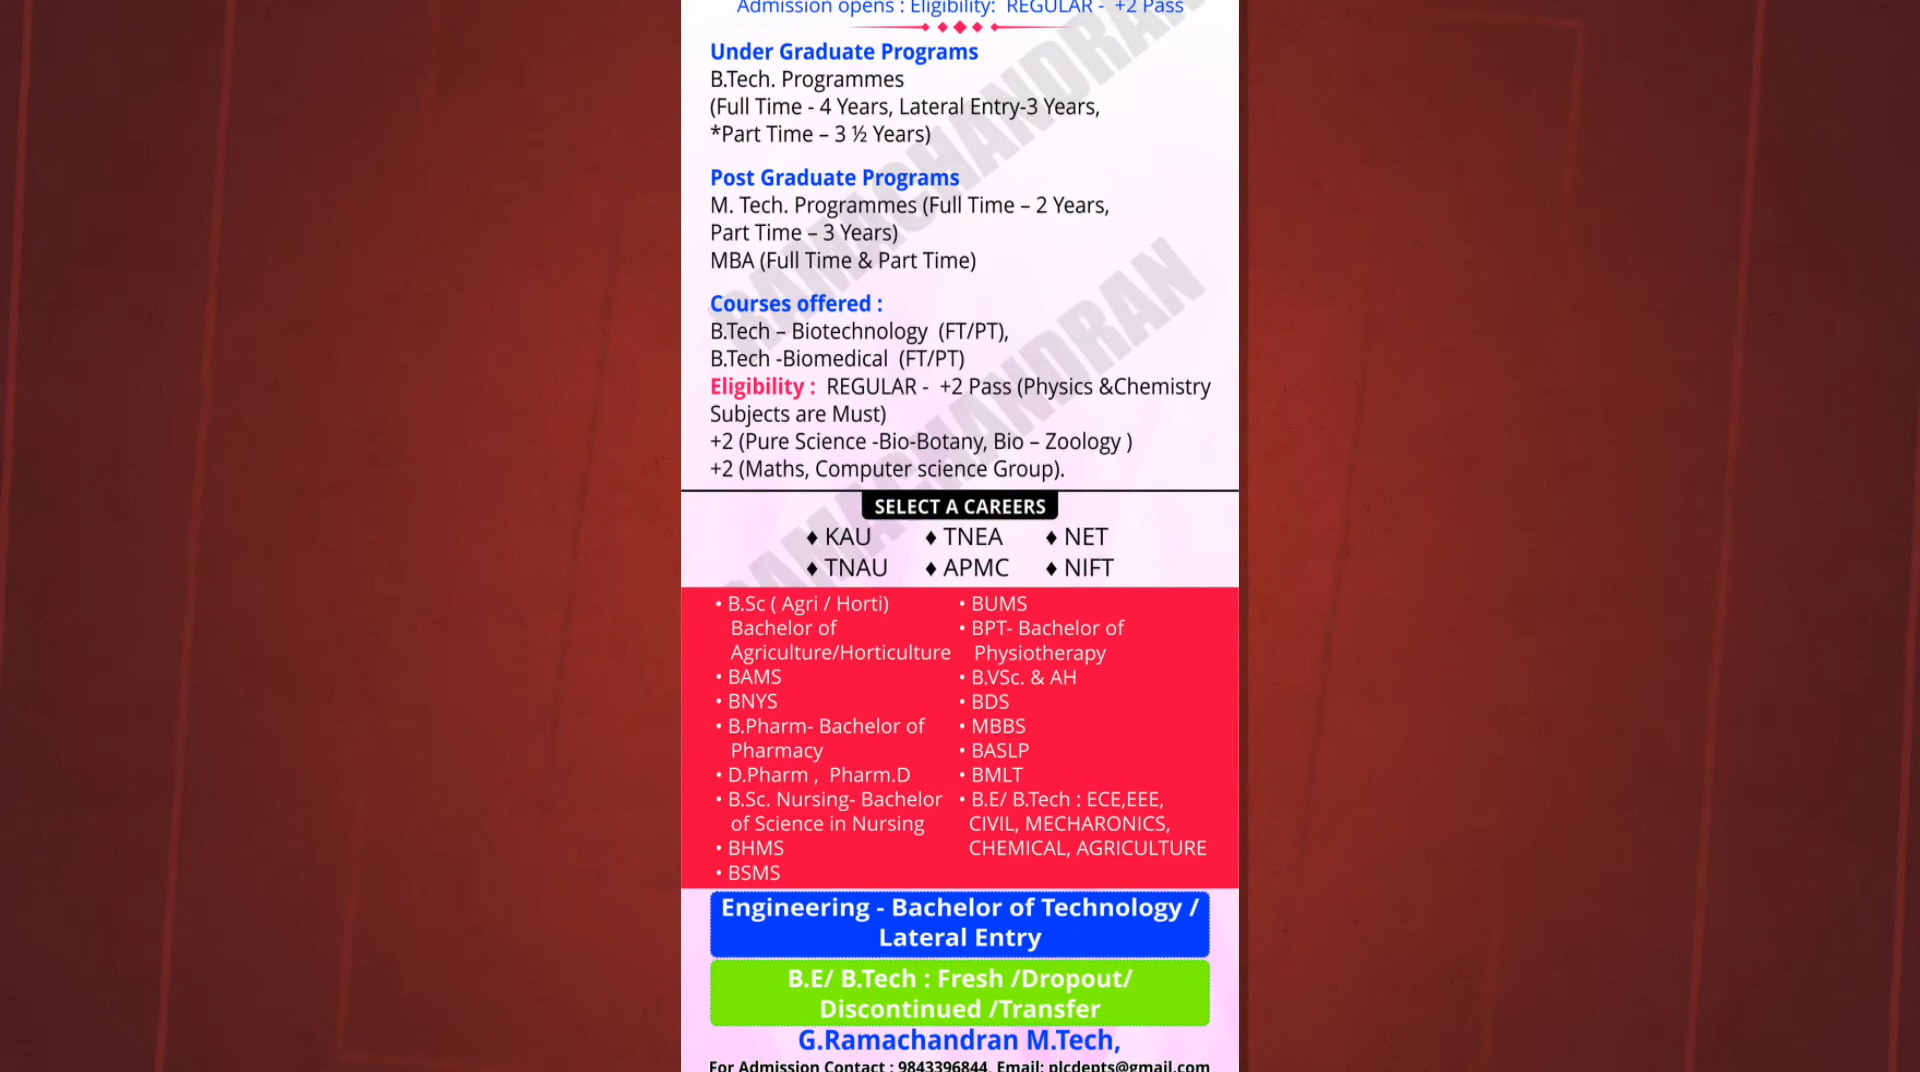 Admission opens : Eligibility: REGULAR - +2 Pass
Under Graduate Programs
B.Tech. Programmes
(Full Time - 4 Years, Lateral Entry-3 Years,
*Part Time – 3 ½ Years)
Post Graduate Programs
M. Tech. Programmes (Full Time – 2 Years,
Part Time – 3 Years)
MBA (Full Time & Part Time)
Courses offered :
B.Tech – Biotechnology (FT/PT),
B.Tech -Biomedical (FT/PT)
Eligibility : REGULAR - +2 Pass (Physics &Chemistry
Subjects are Must)
+2 (Pure Science -Bio-Botany, Bio – Zoology )
+2 (Maths, Computer science Group).
RAMACHANDRAN
RAMACHANDRAN
SELECT A CAREERS
♦ KAU ♦ TNEA ♦ NET
♦ TNAU ♦ APMC ♦ NIFT
• B.Sc ( Agri / Horti)
Bachelor of
Agriculture/Horticulture
• BAMS
• BNYS
• B.Pharm- Bachelor of
Pharmacy
• D.Pharm , Pharm.D
• B.Sc. Nursing- Bachelor
of Science in Nursing
• BHMS
• BSMS
• BUMS
• BPT- Bachelor of
Physiotherapy
• B.VSc. & AH
• BDS
• MBBS
• BASLP
• BMLT
• B.E/ B.Tech : ECE,EEE,
CIVIL, MECHARONICS,
CHEMICAL, AGRICULTURE
Engineering - Bachelor of Technology /
Lateral Entry
B.E/ B.Tech : Fresh /Dropout/
Discontinued /Transfer
G.Ramachandran M.Tech,
For Admission Contact : 9843396844, Email: plcdepts@gmail.com